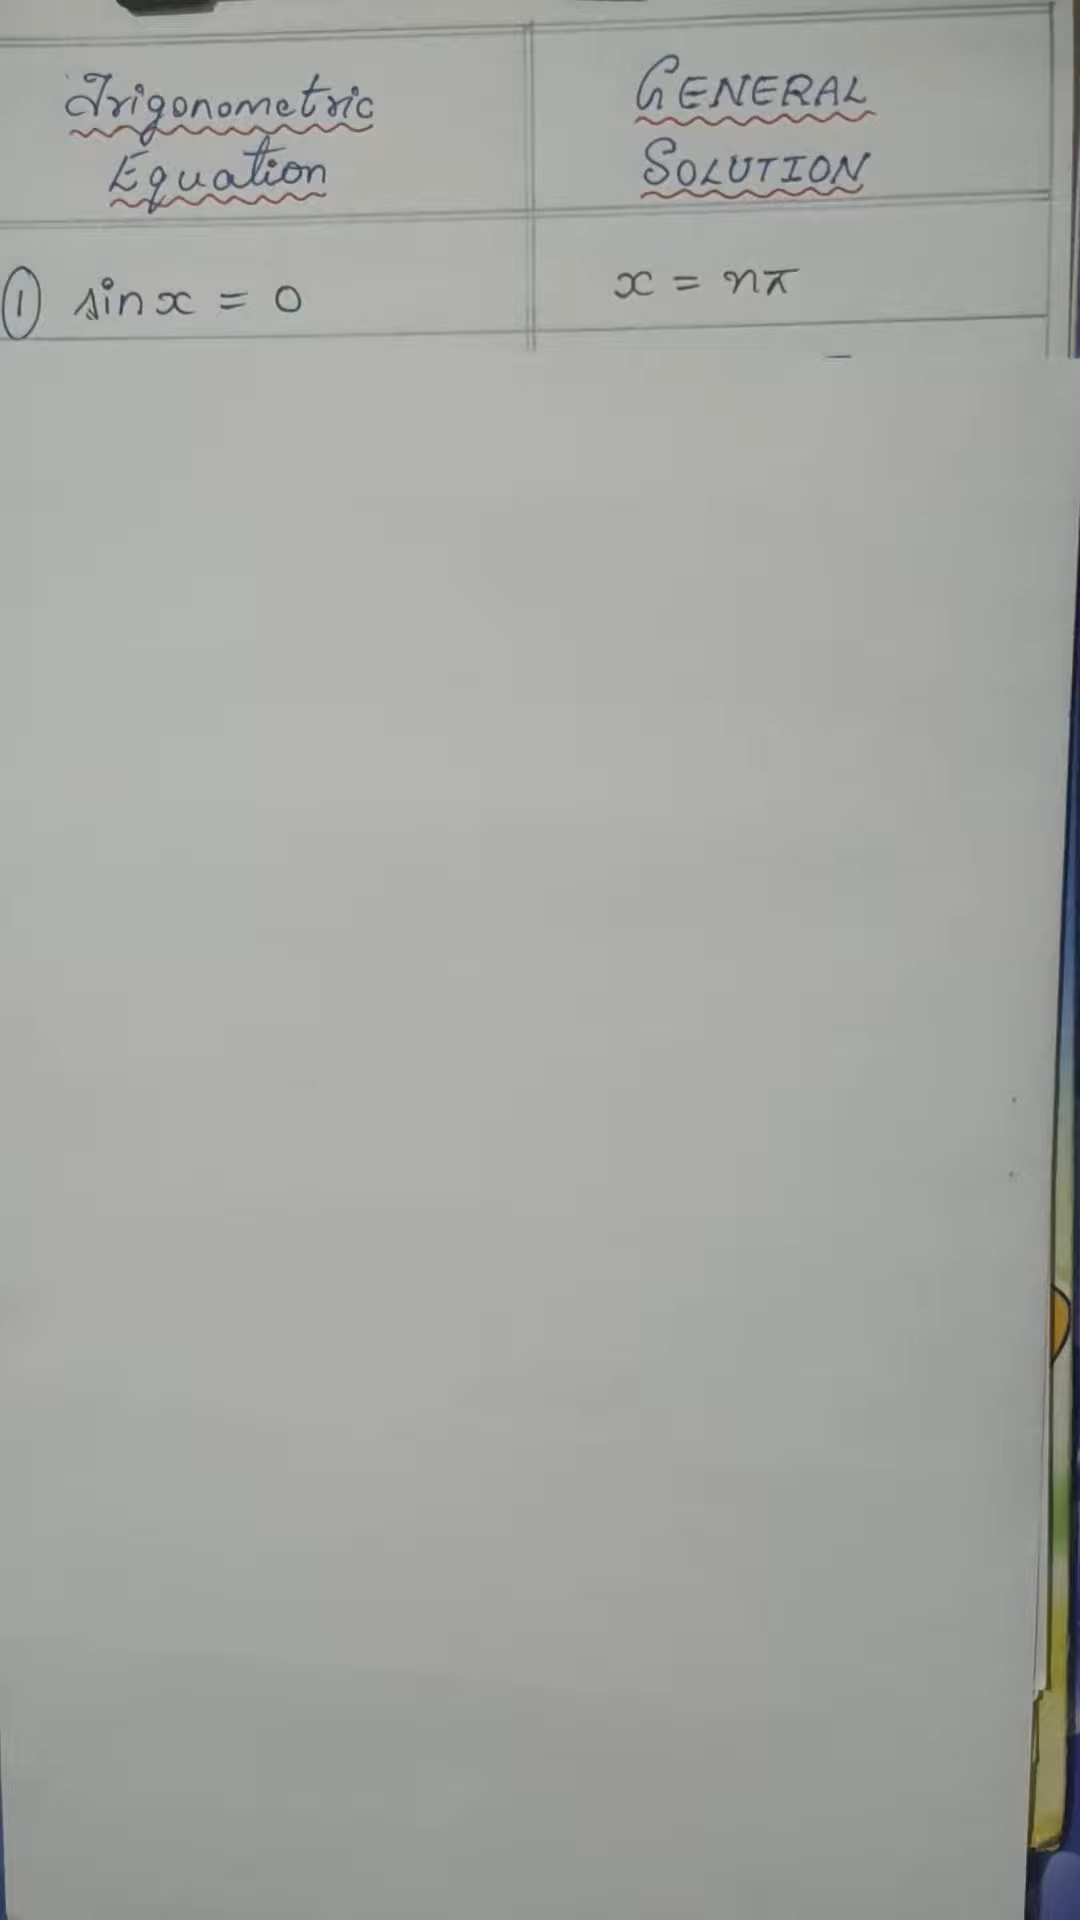 Trigonometric
Equation
GENERAL
SOLUTION
① sin x = 0
x = nπ